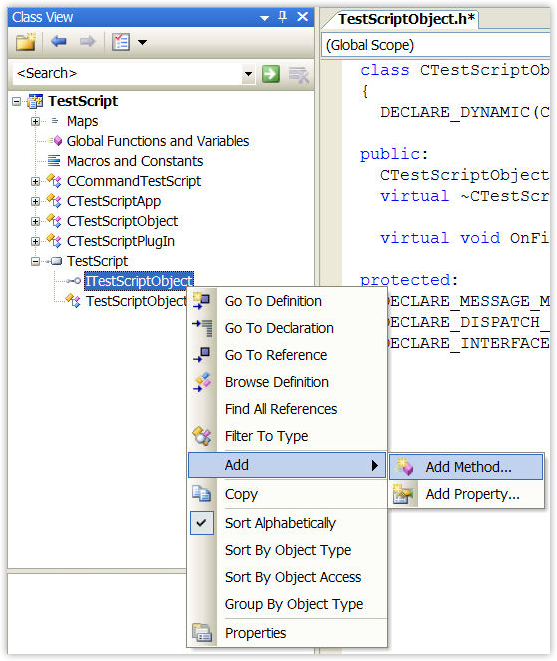 Class View
<Search>
TestScript
Maps
Global Functions and Variables
Macros and Constants
CCommandTestScript
CTestScriptApp
CTestScriptObject
CTestScriptPlugIn
TestScript
ITestScriptObject
TestScriptObject
Go To Definition
Go To Declaration
Go To Reference
Browse Definition
Find All References
Filter To Type
Add
Copy
Sort Alphabetically
Sort By Object Type
Sort By Object Access
Group By Object Type
Properties
Add Method...
Add Property...
TestScriptObject.h*
(Global Scope)
class CTestScriptOb
{
DECLARE_DYNAMIC(C
public:
CTestScriptObject
virtual ~CTestScr
virtual void OnFi
protected:
DECLARE_MESSAGE_M
DECLARE_DISPATCH_
DECLARE_INTERFACE